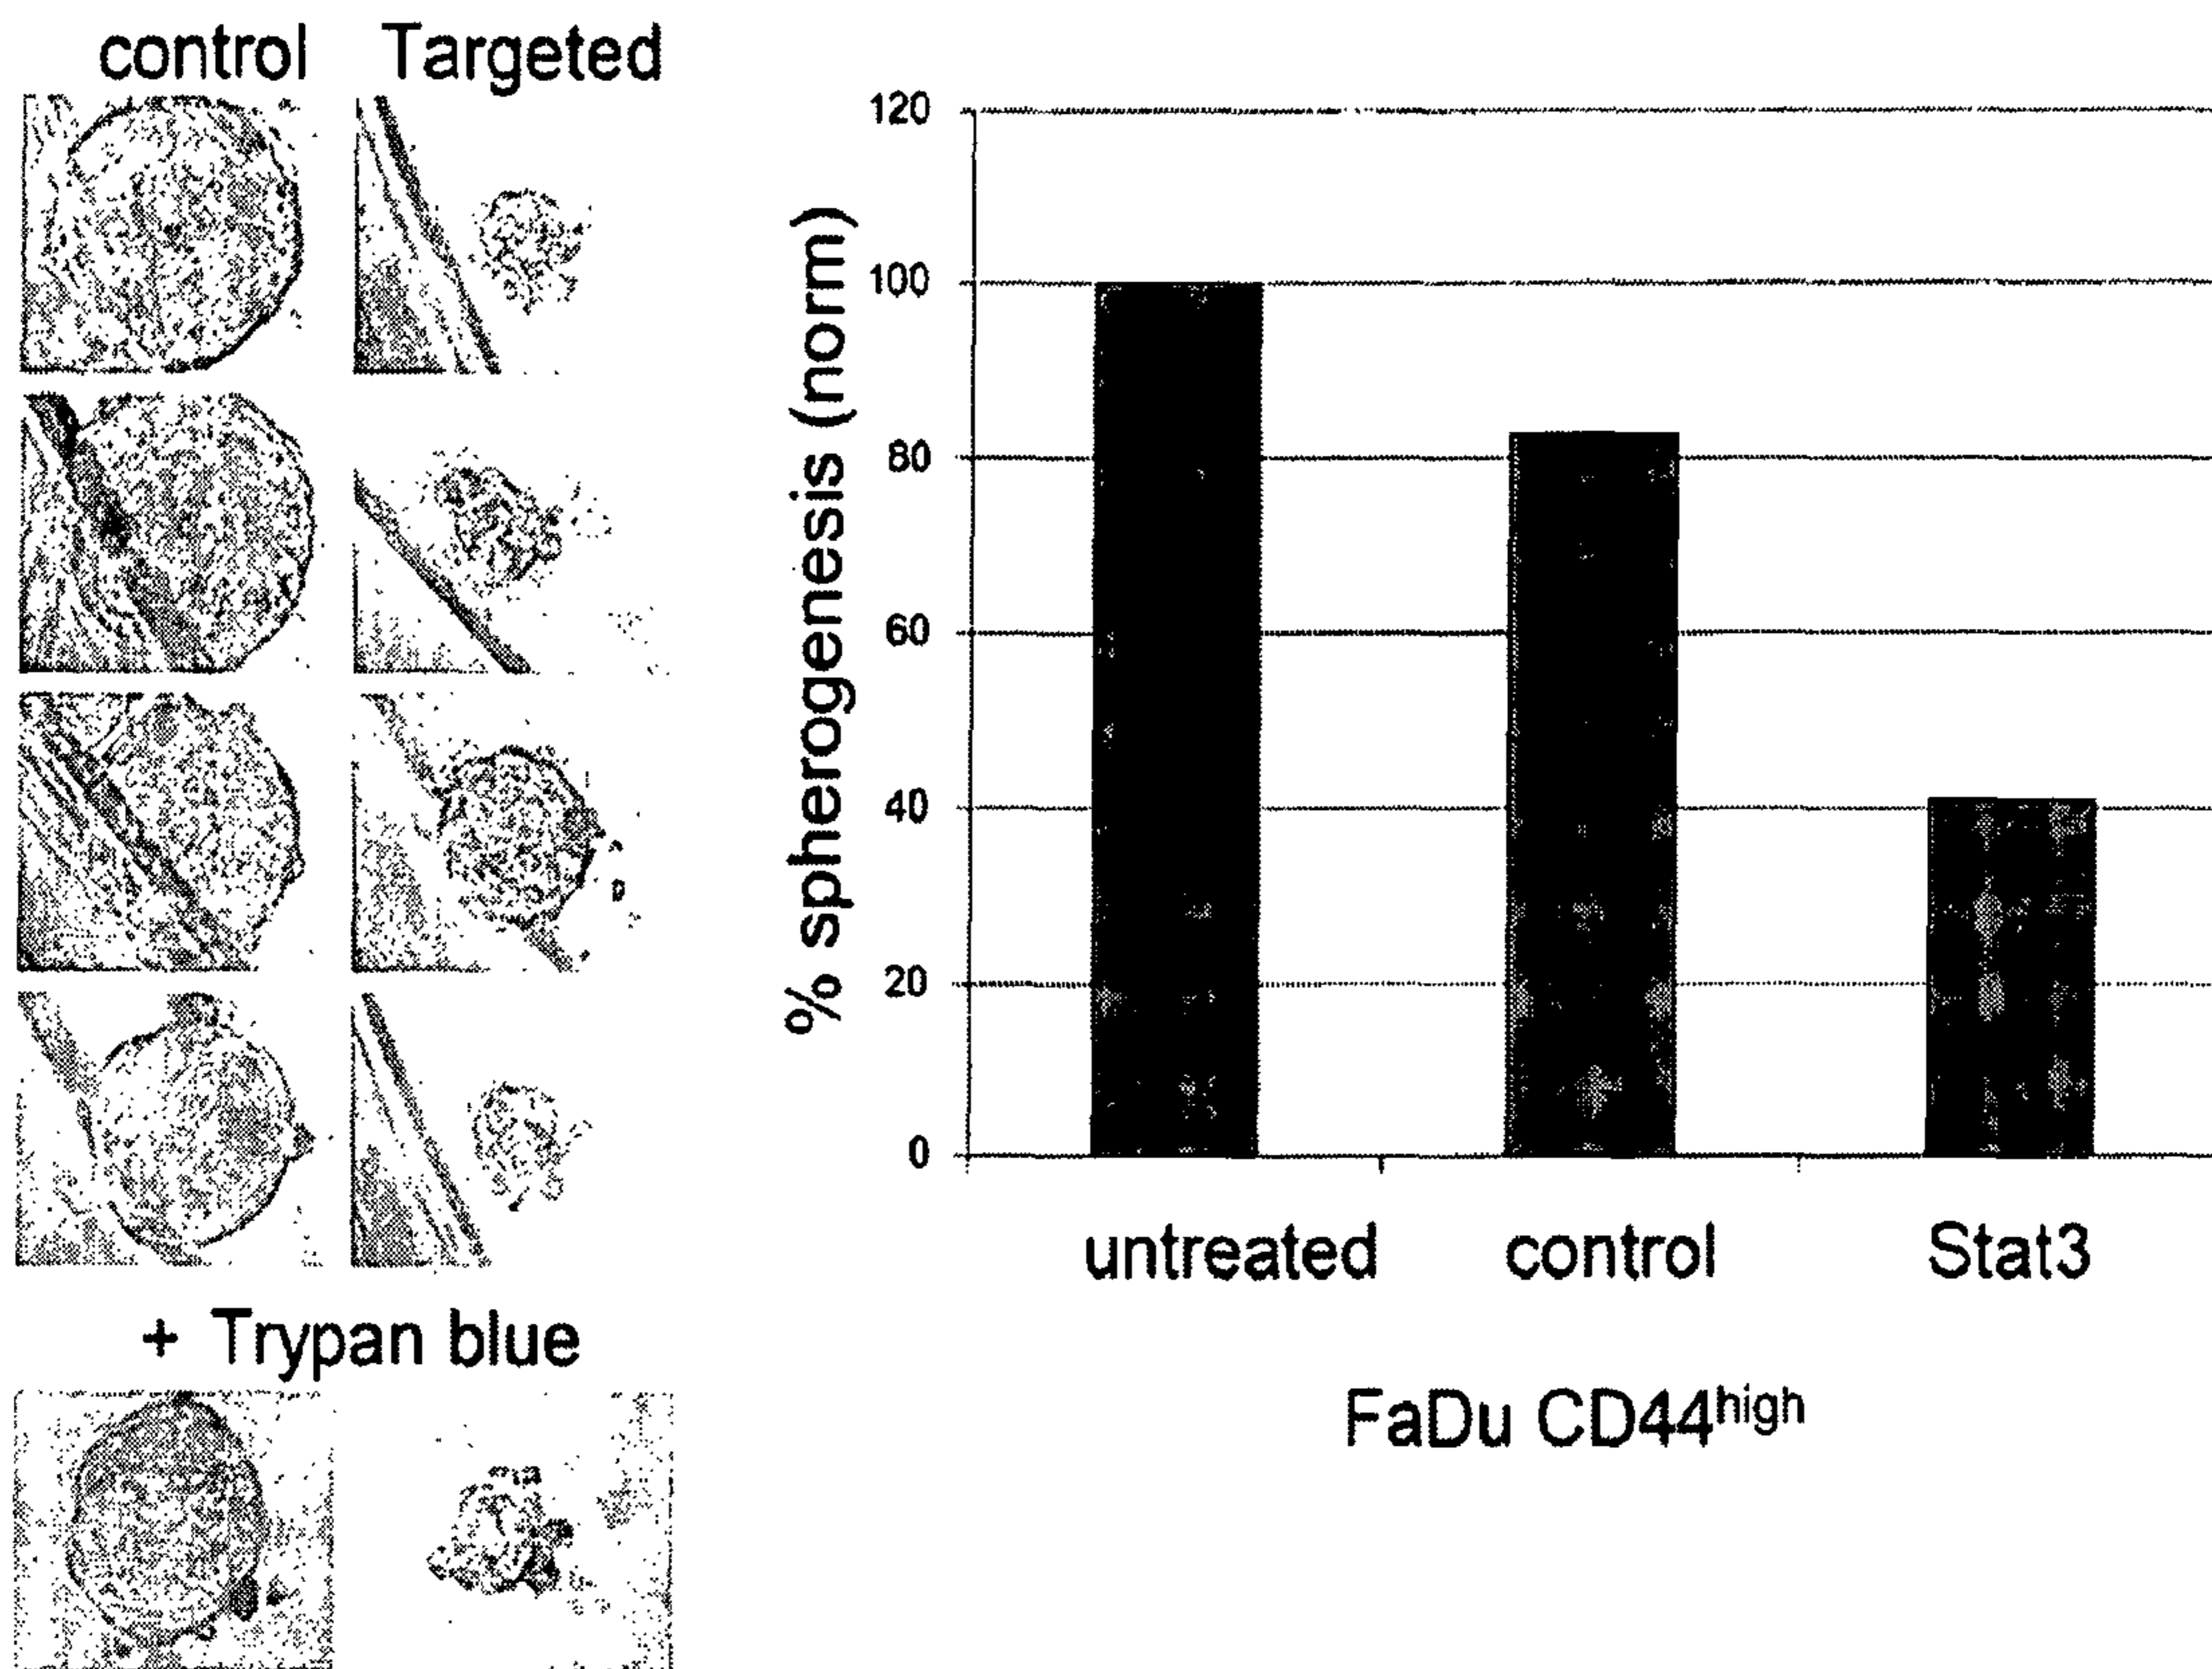 control Targeted
+ Trypan blue
% spherogenesis (norm)
120
100
80
60
40
20
0
untreated control Stat3
FaDu CD44high